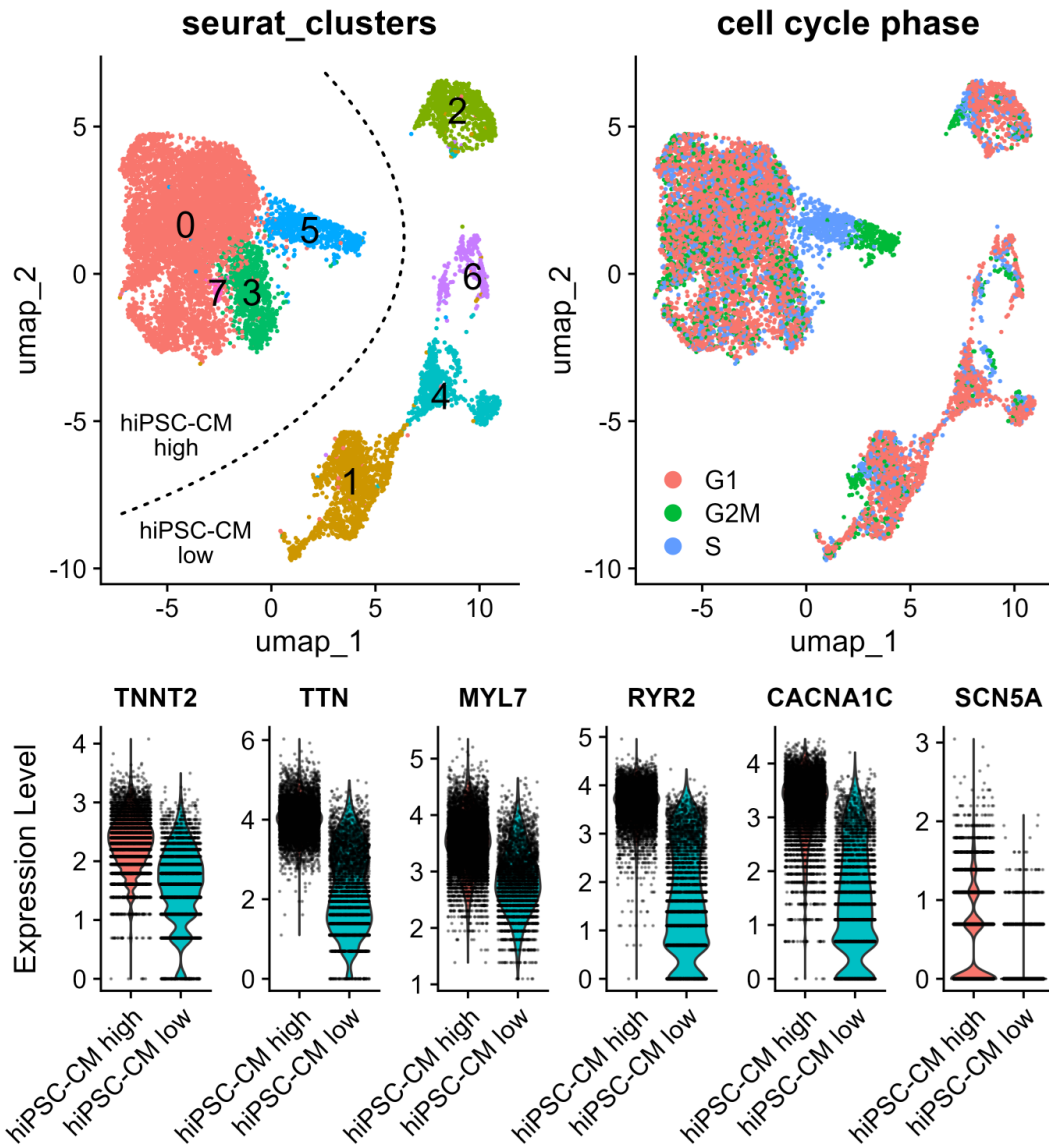 seurat_clusters
cell cycle phase
umap_2
5
0
-5
-10
2
0
5
7
3
6
4
1
hiPSC-CM
high
hiPSC-CM
low
-5
0
5
10
umap_1
umap_2
5
0
-5
-10
G1
G2M
S
-5
0
5
10
umap_1
Expression Level
TNNT2
4
3
2
1
0
hiPSC-CM high
hiPSC-CM low
TTN
6
4
2
0
hiPSC-CM high
hiPSC-CM low
MYL7
5
4
3
2
1
hiPSC-CM high
hiPSC-CM low
RYR2
5
4
3
2
1
0
hiPSC-CM high
hiPSC-CM low
CACNA1C
4
3
2
1
0
hiPSC-CM high
hiPSC-CM low
SCN5A
3
2
1
0
hiPSC-CM high
hiPSC-CM low